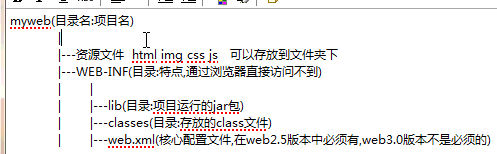 myweb(目录名:项目名)
|
|---资源文件 html img css js 可以存放到文件夹下
|---WEB-INF(目录:特点,通过浏览器直接访问不到)
| |
| |---lib(目录:项目运行的jar包)
| |---classes(目录:存放的class文件)
| |---web.xml(核心配置文件,在web2.5版本中必须有,web3.0版本不是必须的)